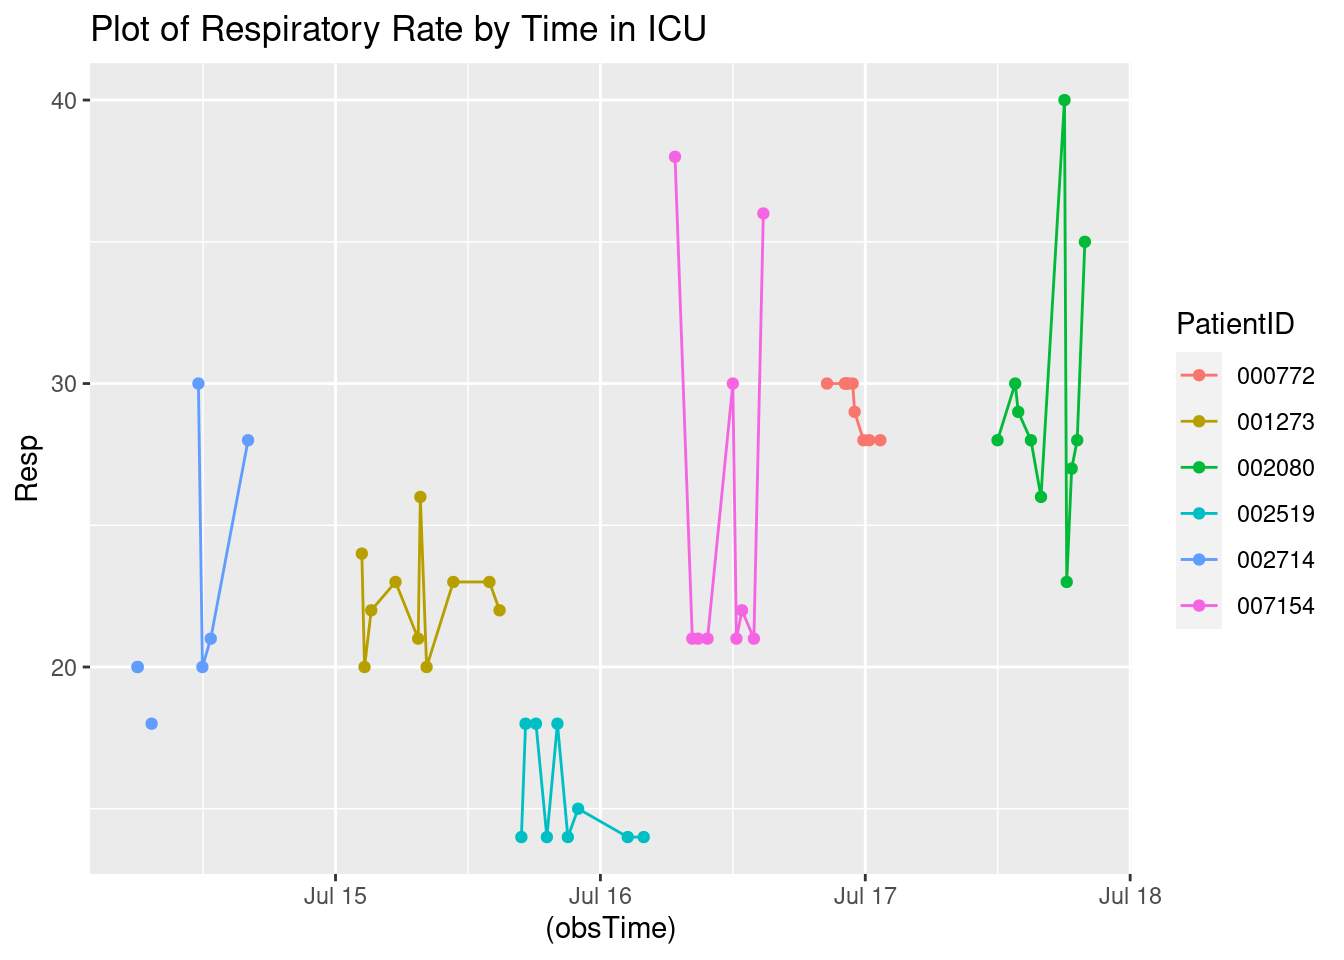 Plot of Respiratory Rate by Time in ICU
40
30
20
Resp
Jul 15
Jul 16
Jul 17
Jul 18
(obsTime)
PatientID
000772
001273
002080
002519
002714
007154